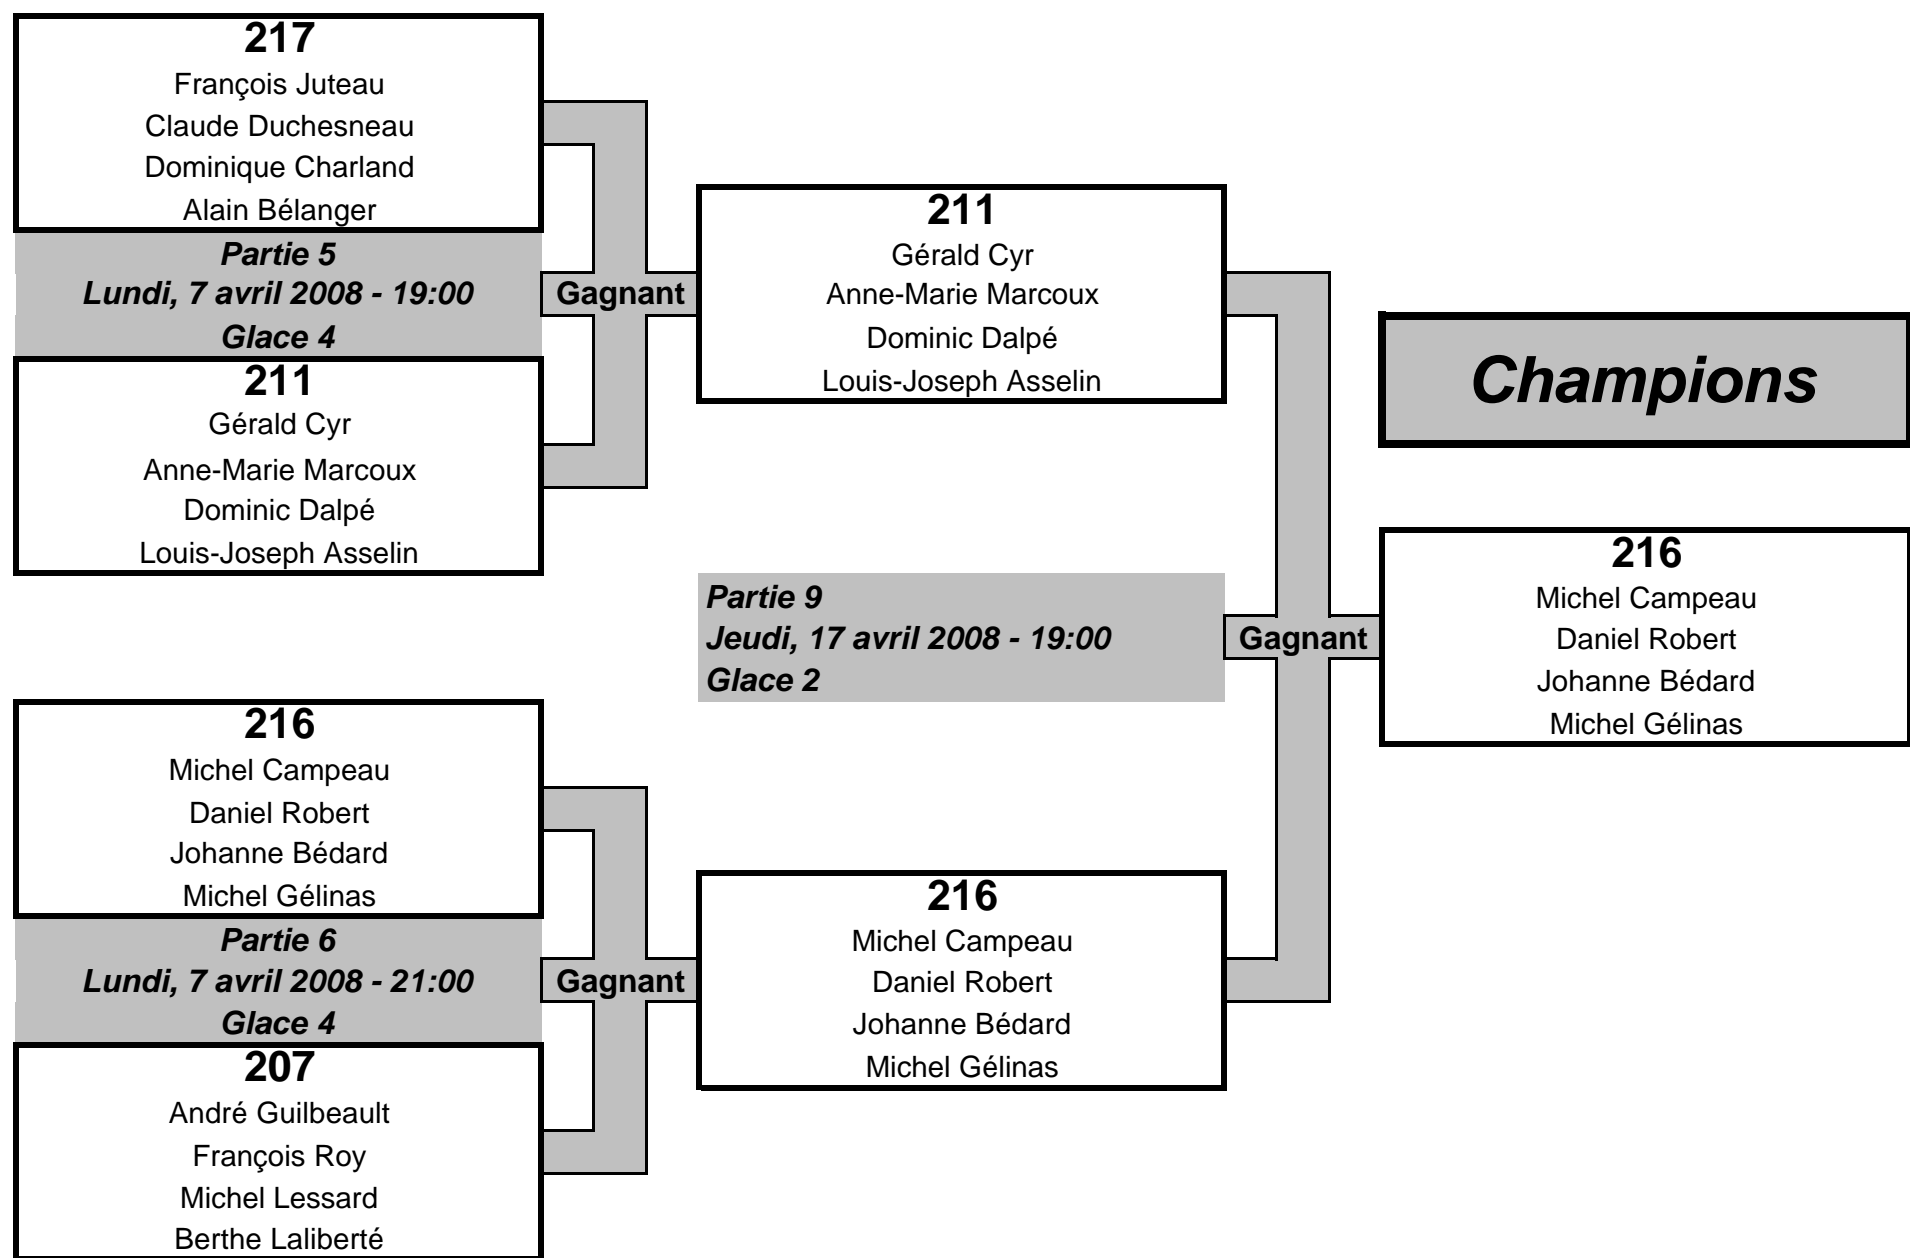 217
François Juteau
Claude Duchesneau
Dominique Charland
Alain Bélanger
Partie 5
Lundi, 7 avril 2008 - 19:00
Glace 4
Gagnant
211
Gérald Cyr
Anne-Marie Marcoux
Dominic Dalpé
Louis-Joseph Asselin
216
Michel Campeau
Daniel Robert
Johanne Bédard
Michel Gélinas
Partie 6
Lundi, 7 avril 2008 - 21:00
Glace 4
Gagnant
207
André Guilbeault
François Roy
Michel Lessard
Berthe Laliberté
211
Gérald Cyr
Anne-Marie Marcoux
Dominic Dalpé
Louis-Joseph Asselin
Partie 9
Jeudi, 17 avril 2008 - 19:00
Glace 2
Gagnant
216
Michel Campeau
Daniel Robert
Johanne Bédard
Michel Gélinas
Champions
216
Michel Campeau
Daniel Robert
Johanne Bédard
Michel Gélinas